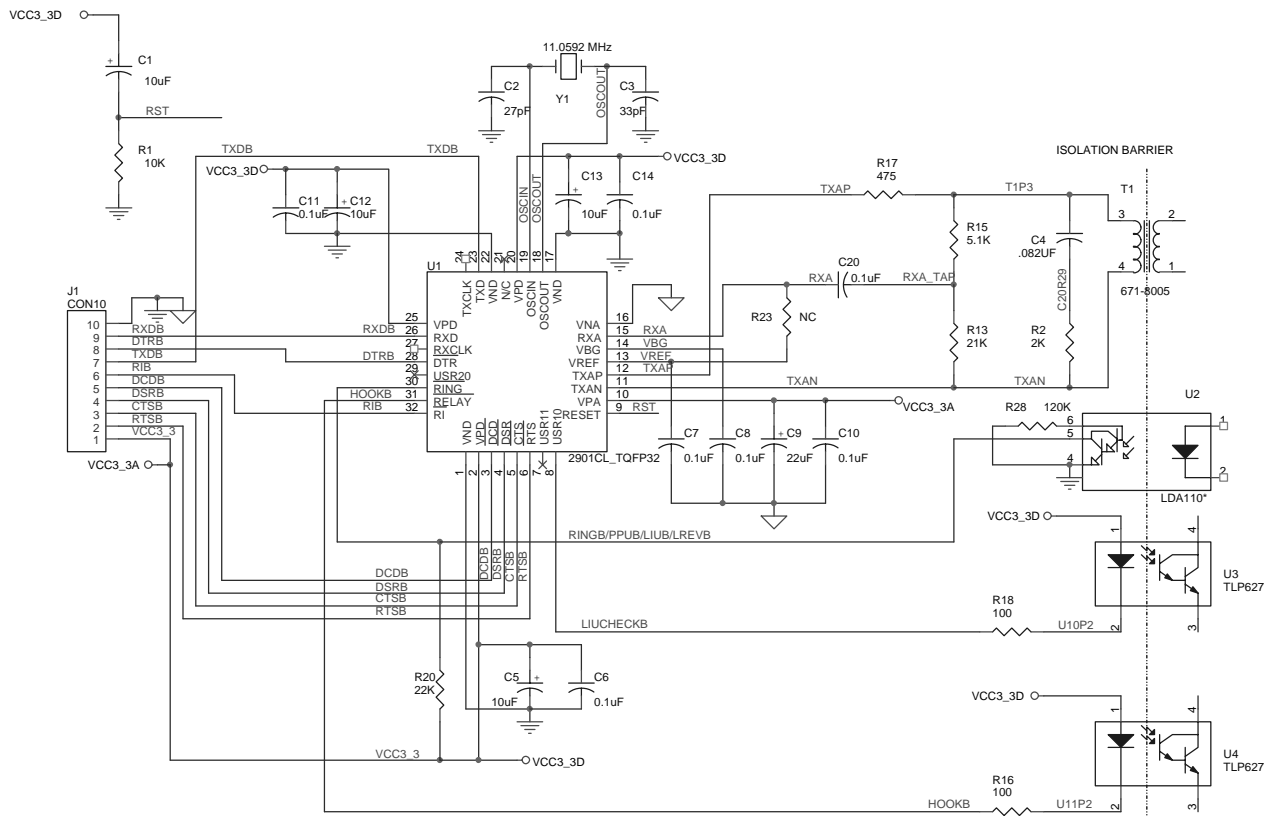 VCC3_3D
C1
10uF
RST
R1
10K
11.0592 MHz
C2
27pF
Y1
OSCOUT
C3
33pF
TXDB
TXDB
VCC3_3D
C11
0.1uF
C12
10uF
OSCIN
OSCOUT
C13
10uF
C14
0.1uF
VCC3_3D
R17
475
TXAP
ISOLATION BARRIER
T1P3
T1
3
2
4
1
671-8005
R15
5.1K
C4
.082UF
C20R29
C20
0.1uF
RXA
RXA_TAP
R23
NC
R13
21K
R2
2K
TXAN
TXAN
U1
24
23
22
21
20
19
18
17
TXCLK
TXD
VND
N/C
VPD
OSCIN
OSCOUT
VND
J1
CON10
10
9
8
7
6
5
4
3
2
1
RXDB
DTRB
TXDB
RIB
DCDB
DSRB
CTSB
RTSB
VCC3_3
VCC3_3A
RXDB
DTRB
HOOKB
RIB
25
26
27
28
29
30
31
32
VPD
RXD
RXCLK
DTR
USR20
RING
RELAY
RI
VNA
RXA
VBG
VREF
TXAP
TXAN
VPA
RESET
16
15
14
13
12
11
10
9
RXA
VBG
VREF
TXAP
RST
VCC3_3A
VND
VPD
DCD
DSR
CTS
RTS
USR11
USR10
1
2
3
4
5
6
7
8
2901CL_TQFP32
C7
0.1uF
C8
0.1uF
C9
22uF
C10
0.1uF
R28
120K
U2
6
5
4
1
2
LDA110*
RINGB/PPUB/LIUB/LREVB
DCDB
DSRB
CTSB
RTSB
DCDB
DSRB
CTSB
RTSB
VCC3_3D
1
4
2
3
U3
TLP627
R18
100
LIUCHECKB
U10P2
R20
22K
C5
10uF
C6
0.1uF
VCC3_3
VCC3_3D
VCC3_3D
1
4
2
3
U4
TLP627
R16
100
HOOKB
U11P2